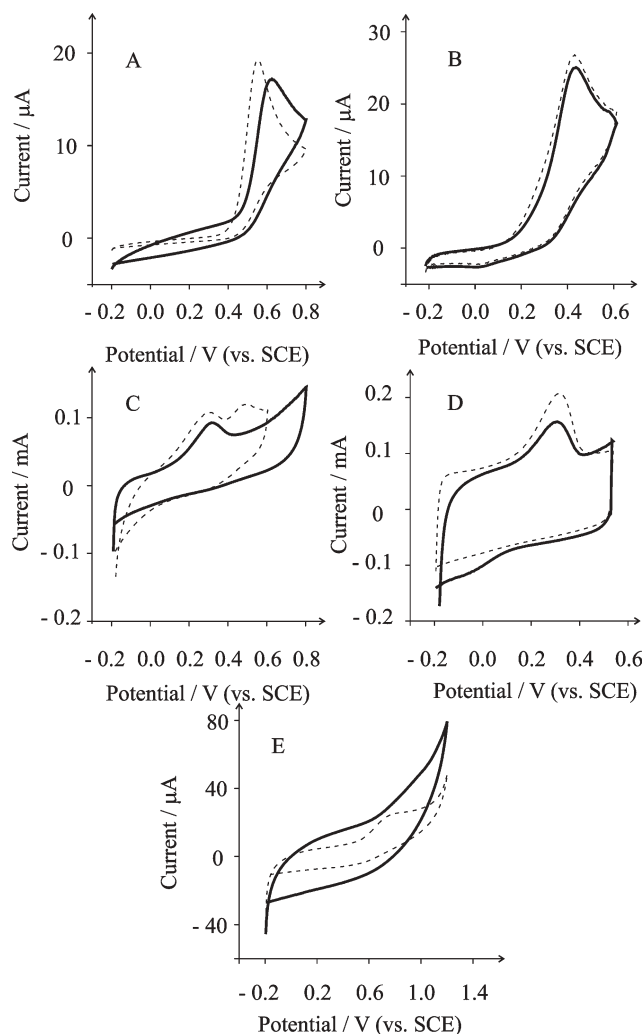 A
20
10
0
Current / μA
- 0.2 0.0 0.2 0.4 0.6 0.8
Potential / V (vs. SCE)
B
30
20
10
0
Current / μA
- 0.2 0.0 0.2 0.4 0.6
Potential / V (vs. SCE)
C
0.1
0
- 0.1
- 0.2
Current / mA
- 0.2 0.0 0.2 0.4 0.6 0.8
Potential / V (vs. SCE)
D
0.2
0.1
0
- 0.1
- 0.2
Current / mA
- 0.2 0.0 0.2 0.4 0.6
Potential / V (vs. SCE)
E
80
40
0
- 40
Current / μA
- 0.2 0.2 0.6 1.0 1.4
Potential / V (vs. SCE)